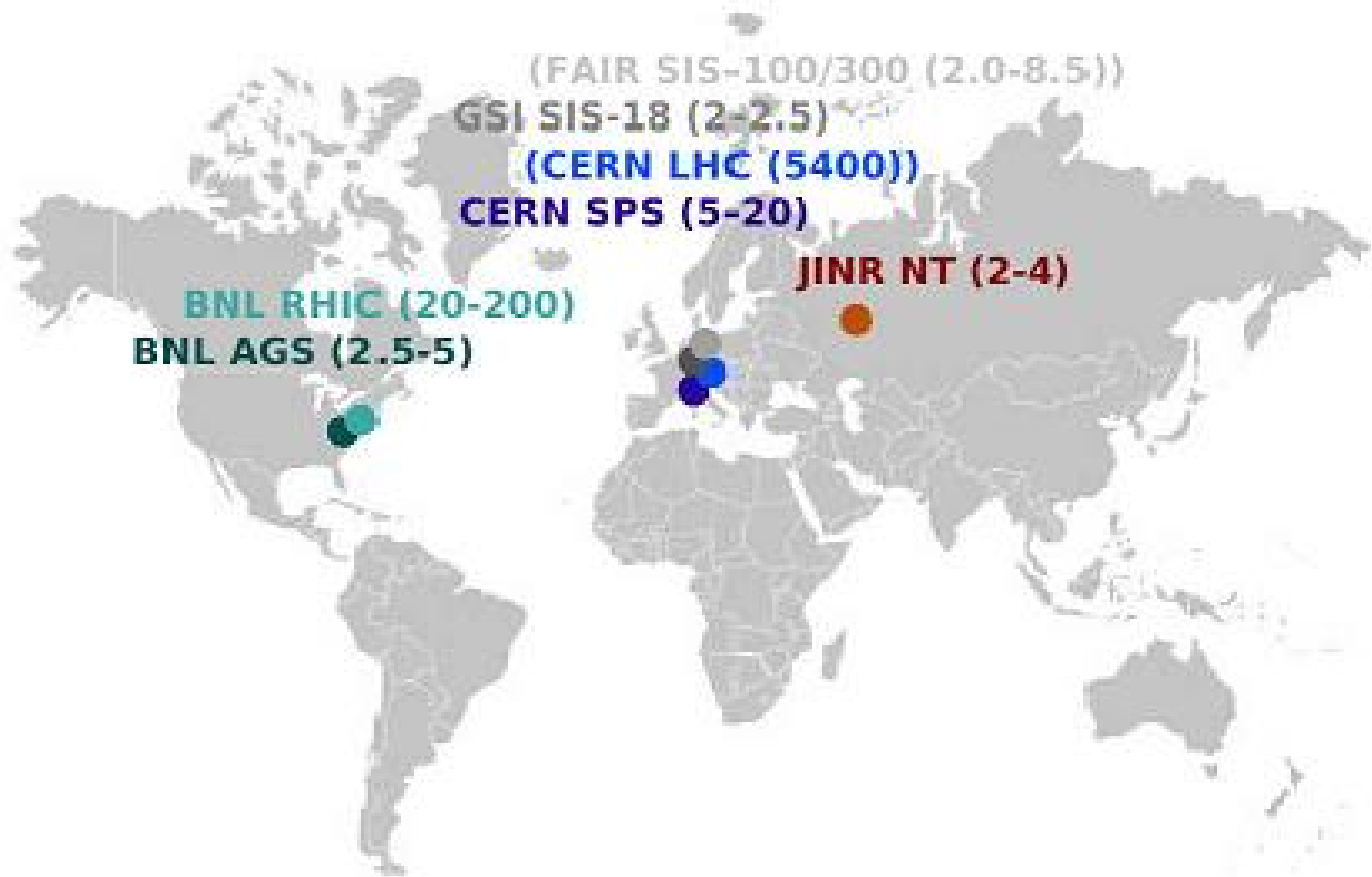 (FAIR SIS–100/300 (2.0-8.5))
GSI SIS-18 (2-2.5)
(CERN LHC (5400))
CERN SPS (5–20)
JINR NT (2-4)
BNL RHIC (20-200)
BNL AGS (2.5-5)